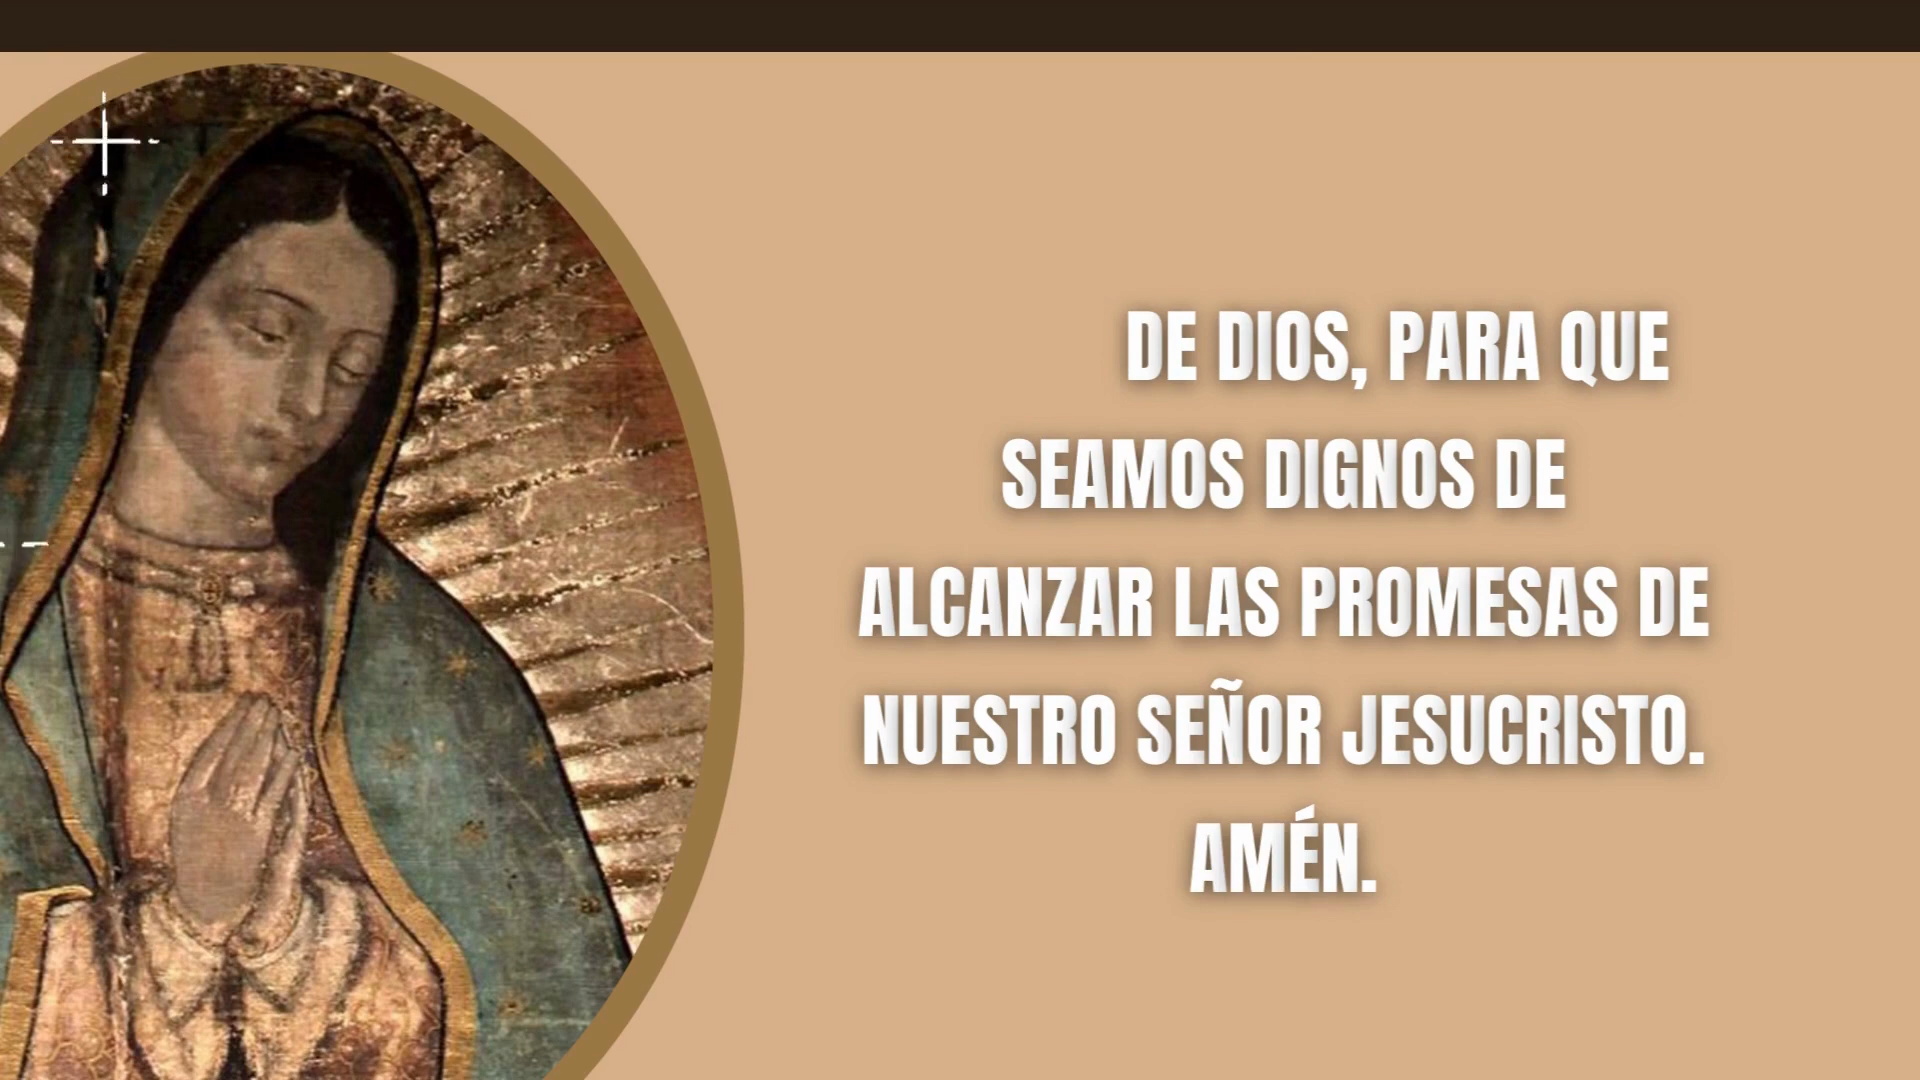 DE DIOS, PARA QUE
SEAMOS DIGNOS DE
ALCANZAR LAS PROMESAS DE
NUESTRO SEÑOR JESUCRISTO.
AMÉN.